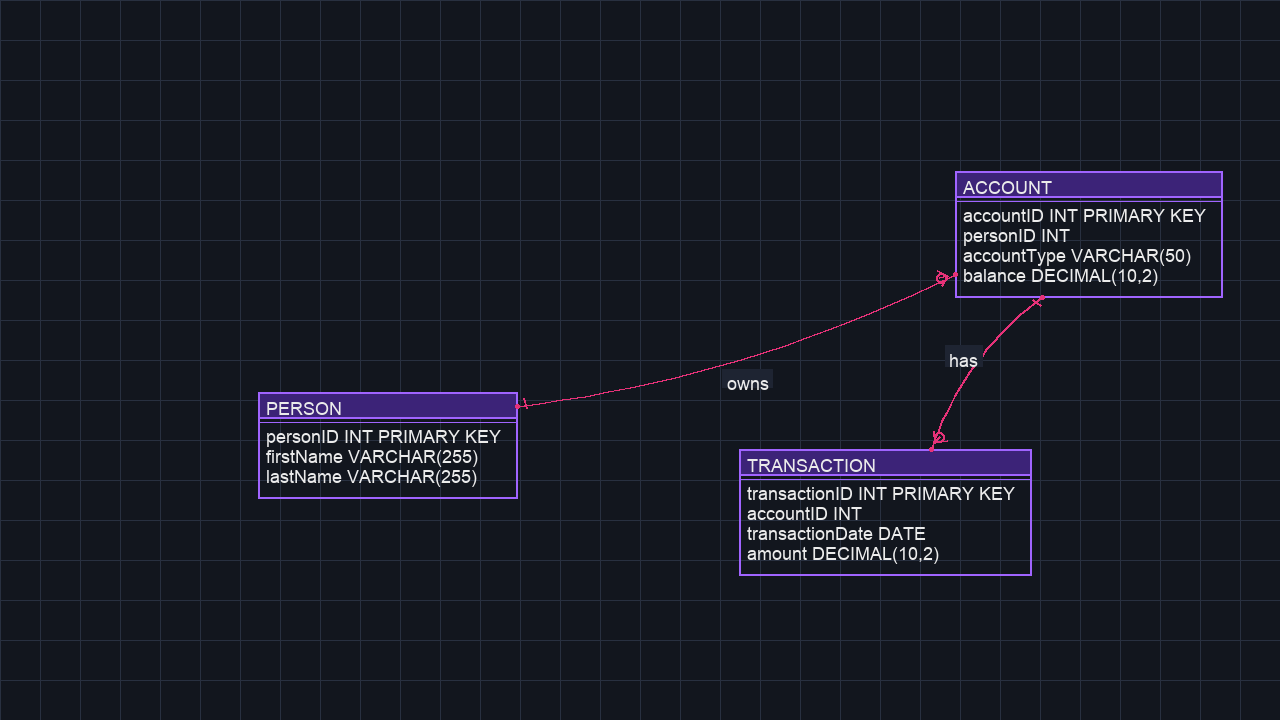 ACCOUNT
accountID INT PRIMARY KEY
personID INT
accountType VARCHAR(50)
balance DECIMAL(10,2)
has
owns
PERSON
personID INT PRIMARY KEY
firstName VARCHAR(255)
lastName VARCHAR(255)
TRANSACTION
transactionID INT PRIMARY KEY
accountID INT
transactionDate DATE
amount DECIMAL(10,2)